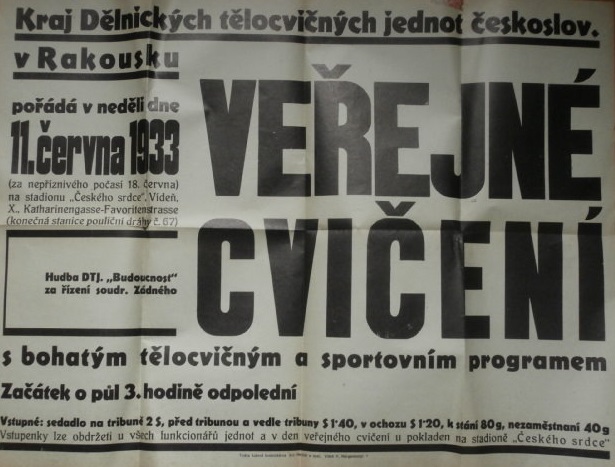 Kraj Dělnických tělocvičných jednot českoslov.
v Rakousku
pořádá v neděli dne
11. června 1933
(za nepříznivého počasí 18. června)
na stadionu „Českého srdce“, Vídeň,
X., Katharinengasse-Favoritenstrasse
(konečná stanice pouliční dráhy č. 67)
VEŘEJNÉ
CVIČENÍ
Hudba DTJ. „Budoucnost“
za řízení soudr. Zádného
s bohatým tělocvičným a sportovním programem
Začátek o půl 3. hodině odpolední
Vstupné: sedadlo na tribuně 2 S, před tribunou a vedle tribuny S 1·40, v ochozu S 1·20, k stání 80 g, nezaměstnaní 40 g
Vstupenky lze obdržeti u všech funkcionářů jednot a v den veřejného cvičení u pokladen na stadioně „Českého srdce“